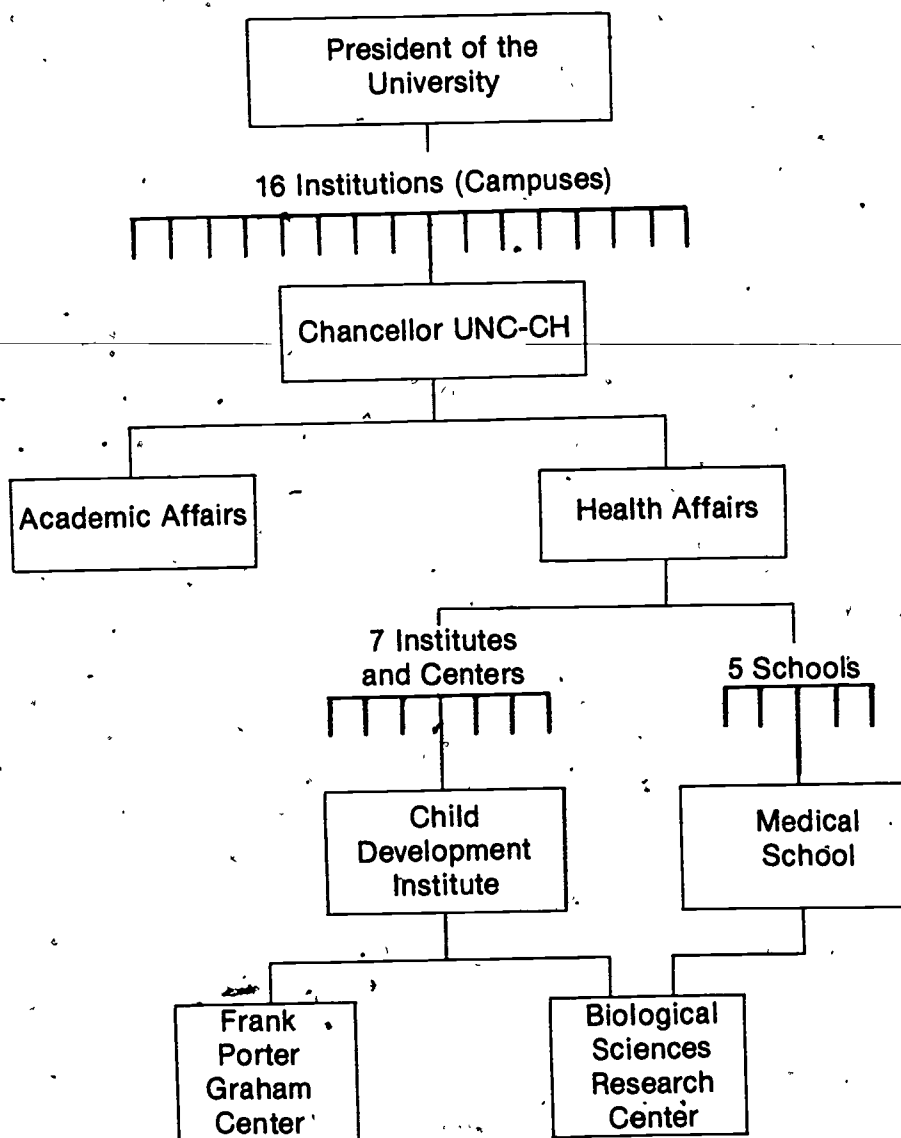 President of the
University
16 Institutions (Campuses)
Chancellor UNC-CH
Academic Affairs
Health Affairs
7 Institutes
and Centers
5 Schools
Child
Development
Institute
Medical
School
Frank
Porter
Graham
Center
Biological
Sciences
Research
Center